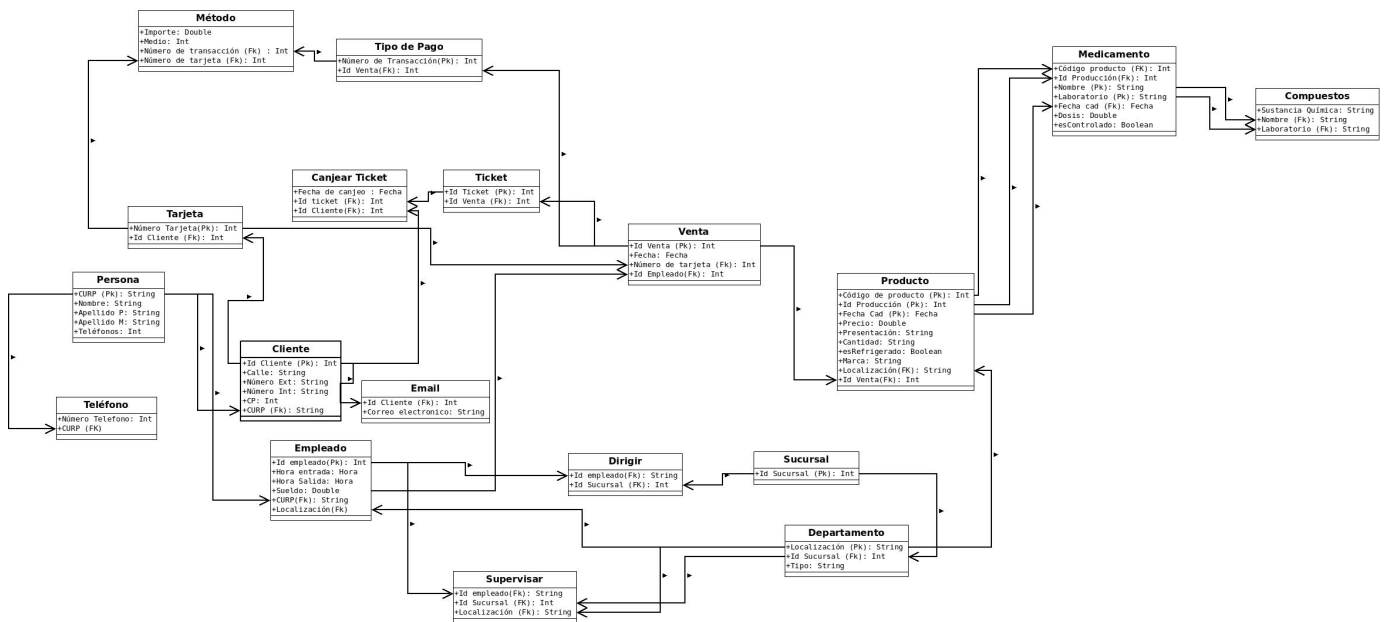 Método
+Importe: Double
+Medio: Int
+Número de transacción (Fk) : Int
+Número de tarjeta (Fk): Int
Tipo de Pago
+Número de Transacción(Pk): Int
+Id Venta(Fk): Int
Medicamento
+Código producto (FK): Int
+Id Producción(Fk): Int
+Nombre (Pk): String
+Laboratorio (Pk): String
+Fecha cad (Fk): Fecha
+Dosis: Double
+esControlado: Boolean
Compuestos
+Sustancia Química: String
+Nombre (Fk): String
+Laboratorio (Fk): String
Canjear Ticket
+Fecha de canjeo : Fecha
+Id ticket (Fk): Int
+Id Cliente(Fk): Int
Ticket
+Id Ticket (Pk): Int
+Id Venta (Fk): Int
Tarjeta
+Número Tarjeta(Pk): Int
+Id Cliente (Fk): Int
Venta
+Id Venta (Pk): Int
+Fecha: Fecha
+Número de tarjeta (Fk): Int
+Id Empleado(Fk): Int
Persona
+CURP (Pk): String
+Nombre: String
+Apellido P: String
+Apellido M: String
+Teléfonos: Int
Producto
+Código de producto (Pk): Int
+Id Producción (Pk): Int
+Fecha Cad (Pk): Fecha
+Precio: Double
+Presentación: String
+Cantidad: String
+esRefrigerado: Boolean
+Marca: String
+Localización(FK): String
+Id Venta(Fk): Int
Cliente
+Id Cliente (Pk): Int
+Calle: String
+Número Ext: String
+Número Int: String
+CP: Int
+CURP (Fk): String
Email
+Id Cliente (Fk): Int
+Correo electronico: String
Teléfono
+Número Telefono: Int
+CURP (FK)
Empleado
+Id empleado(Pk): Int
+Hora entrada: Hora
+Hora Salida: Hora
+Sueldo: Double
+CURP(Fk): String
+Localización(Fk)
Dirigir
+Id empleado(Fk): String
+Id Sucursal (FK): Int
Sucursal
+Id Sucursal (Pk): Int
Departamento
+Localización (Pk): String
+Id Sucursal (Fk): Int
+Tipo: String
Supervisar
+Id empleado(Fk): String
+Id Sucursal (FK): Int
+Localización (Fk): String